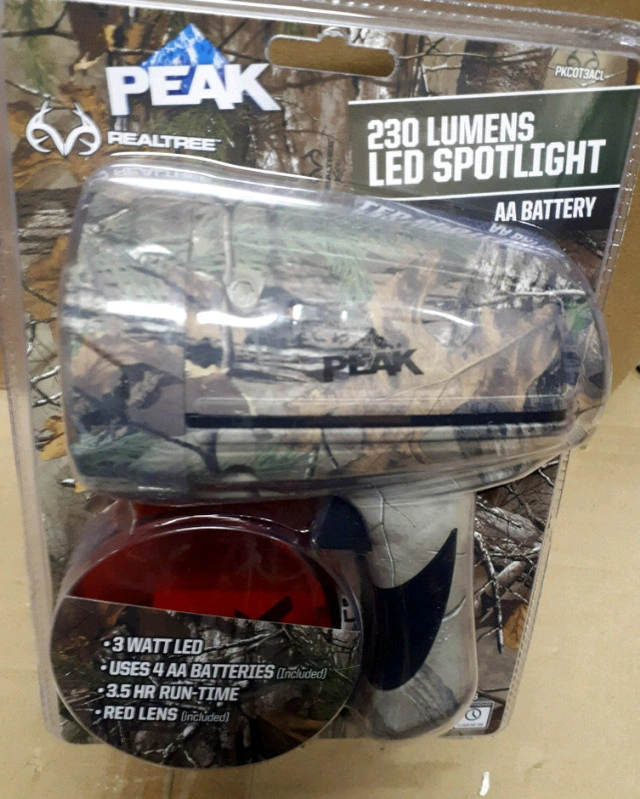 PEAK
REALTREE
PKCOT3ACL
230 LUMENS
LED SPOTLIGHT
AA BATTERY
PEAK
• 3 WATT LED
• USES 4 AA BATTERIES (Included)
• 3.5 HR RUN-TIME
• RED LENS (Included)